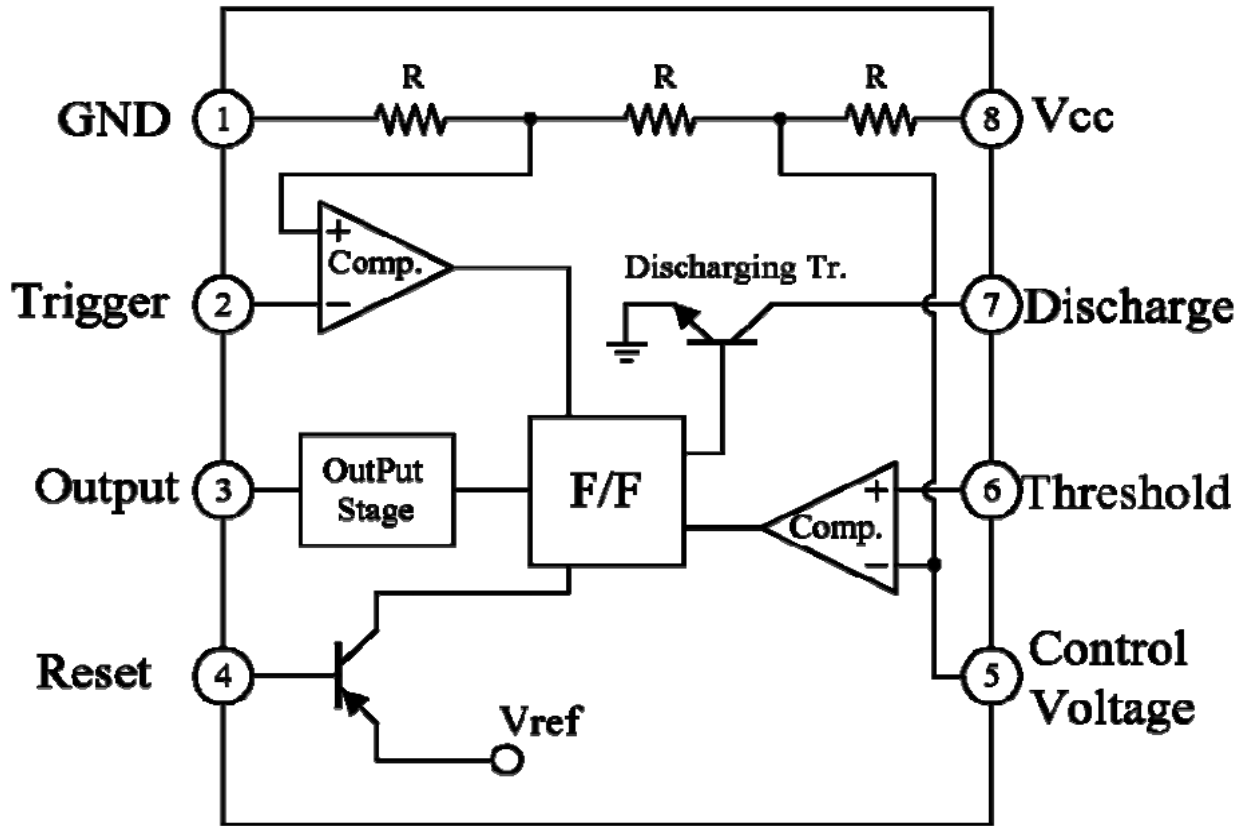 R
R
R
GND
1
8
Vcc
+
Comp.
−
Trigger
2
Discharging Tr.
7
Discharge
Output
3
OutPut
Stage
F/F
+
Comp.
−
6
Threshold
Reset
4
Vref
5
Control
Voltage